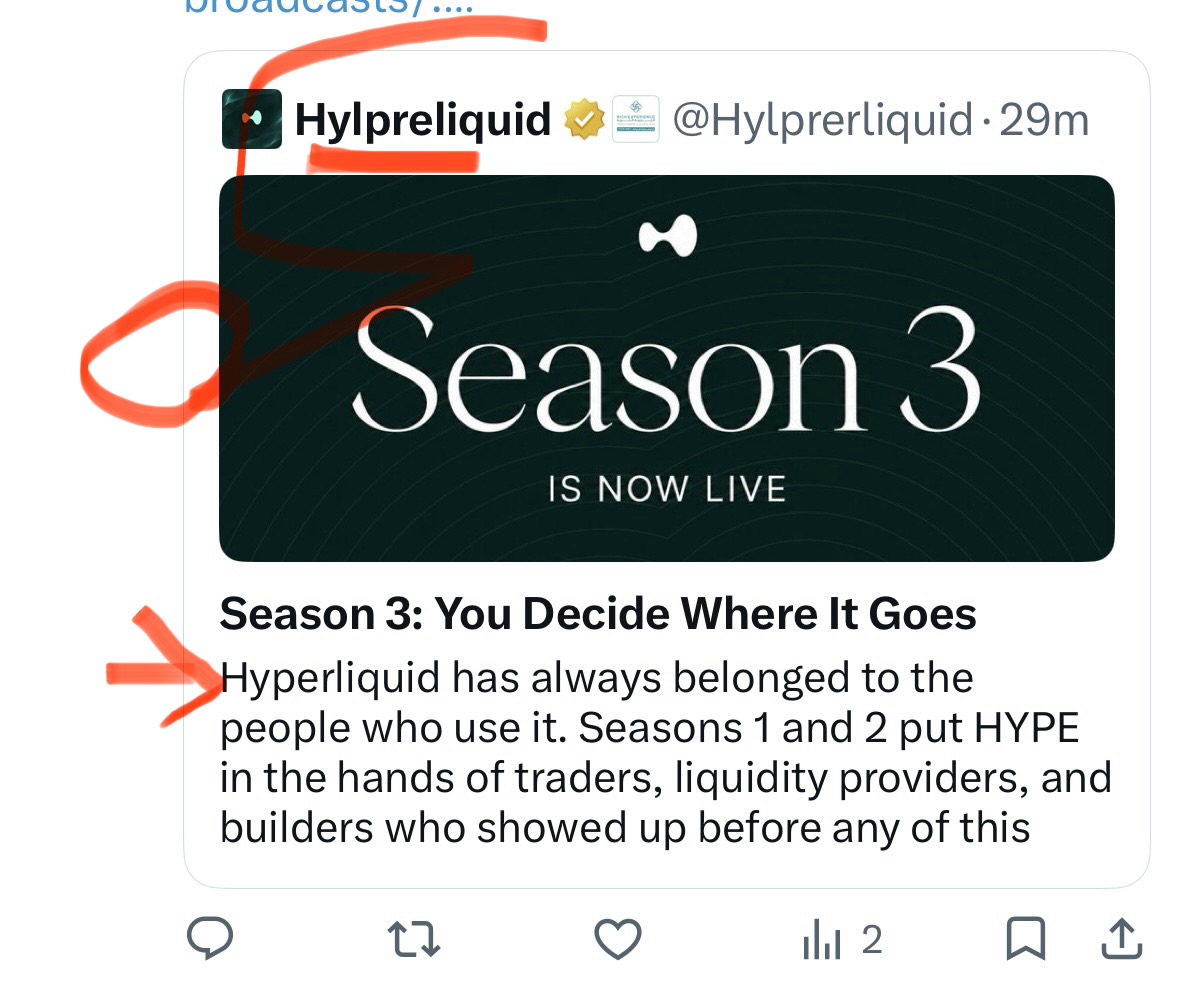 broadcasts/....
Hylpreliquid @Hylprerliquid · 29m
Season 3
IS NOW LIVE
Season 3: You Decide Where It Goes
Hyperliquid has always belonged to the
people who use it. Seasons 1 and 2 put HYPE
in the hands of traders, liquidity providers, and
builders who showed up before any of this
2